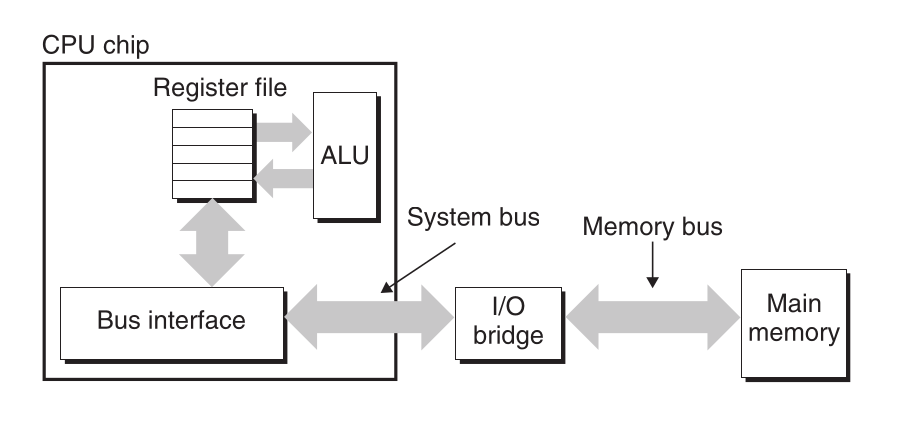 CPU chip
Register file
ALU
System bus
Memory bus
Bus interface
I/O
bridge
Main
memory